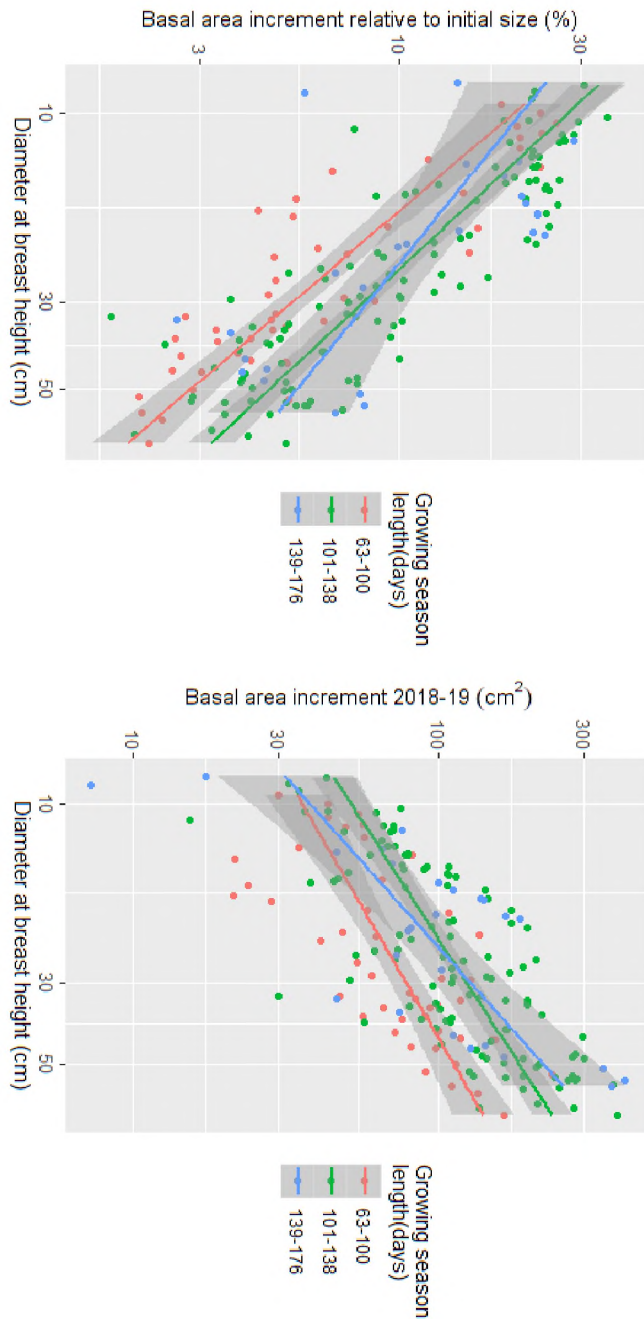 Basal area increment relative to initial size (%)
30
10
3
10
30
50
Diameter at breast height (cm)
Growing season
length(days)
63-100
101-138
139-176
Basal area increment 2018-19 (cm²)
300
100
30
10
10
30
50
Diameter at breast height (cm)
Growing season
length(days)
63-100
101-138
139-176